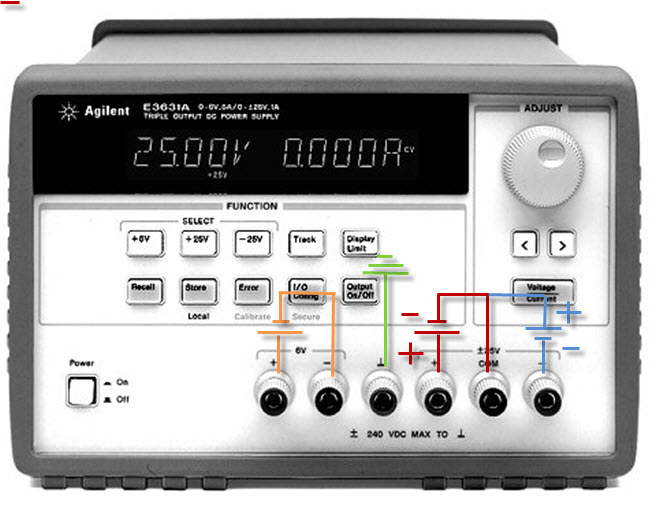 Agilent E3631A 0-6V,5A/0-±25V,1A
TRIPLE OUTPUT DC POWER SUPPLY
ADJUST
25.00V 0.000A CV
+25V
FUNCTION
SELECT
+6V +25V -25V Track Display Limit
Recall Store Error I/O Config Output On/Off
Voltage Current
Local Calibrate Secure
Power
On
Off
6V ±25V
+ - ⊥ + COM -
± 240 VDC MAX TO ⊥